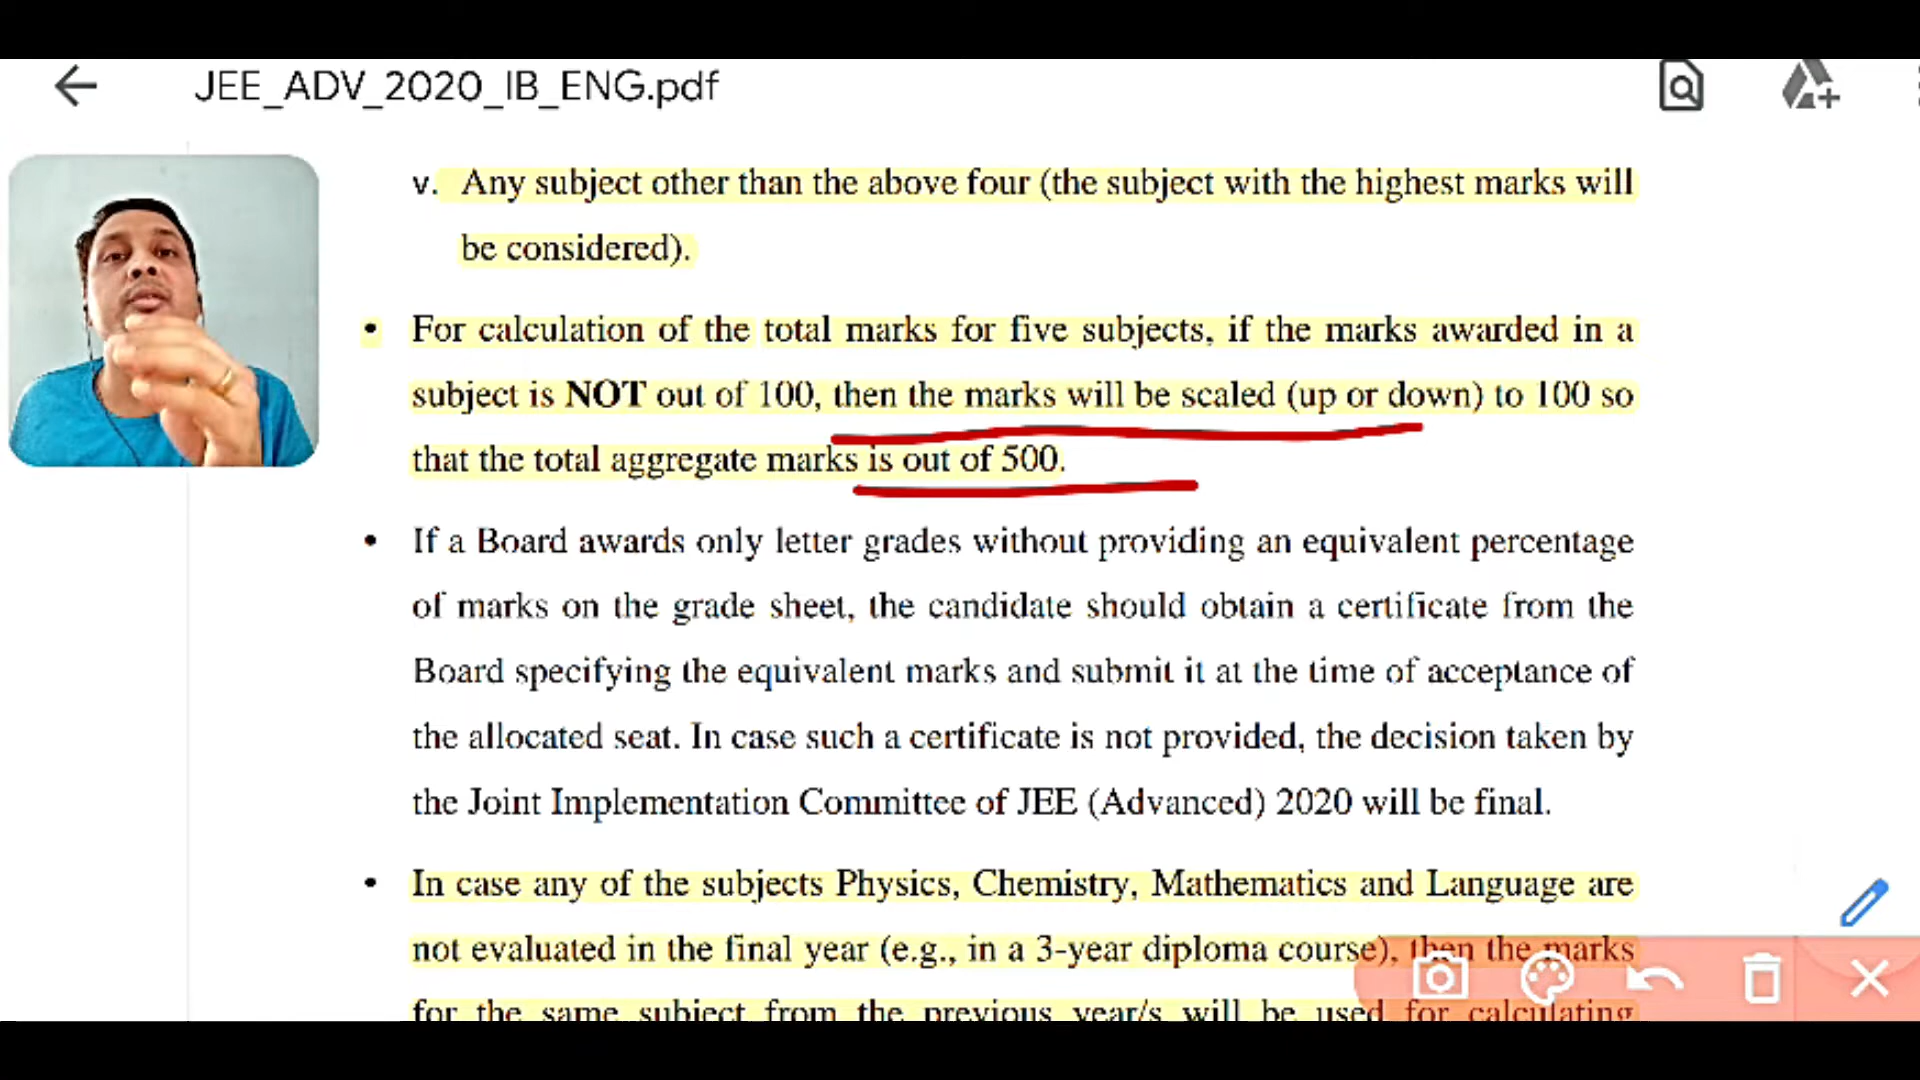 JEE_ADV_2020_IB_ENG.pdf
v. Any subject other than the above four (the subject with the highest marks will
be considered).
• For calculation of the total marks for five subjects, if the marks awarded in a
subject is NOT out of 100, then the marks will be scaled (up or down) to 100 so
that the total aggregate marks is out of 500.
• If a Board awards only letter grades without providing an equivalent percentage
of marks on the grade sheet, the candidate should obtain a certificate from the
Board specifying the equivalent marks and submit it at the time of acceptance of
the allocated seat. In case such a certificate is not provided, the decision taken by
the Joint Implementation Committee of JEE (Advanced) 2020 will be final.
• In case any of the subjects Physics, Chemistry, Mathematics and Language are
not evaluated in the final year (e.g., in a 3-year diploma course), then the marks
for the same subject from the previous year/s will be used for calculating